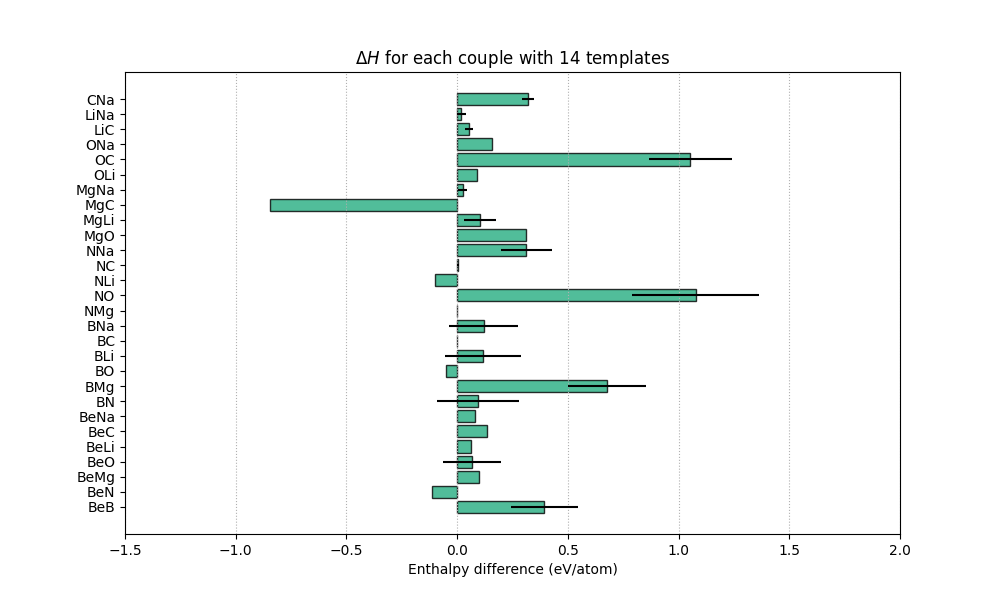 ΔH for each couple with 14 templates
CNa
LiNa
LiC
ONa
OC
OLi
MgNa
MgC
MgLi
MgO
NNa
NC
NLi
NO
NMg
BNa
BC
BLi
BO
BMg
BN
BeNa
BeC
BeLi
BeO
BeMg
BeN
BeB
−1.5 −1.0 −0.5 0.0 0.5 1.0 1.5 2.0
Enthalpy difference (eV/atom)